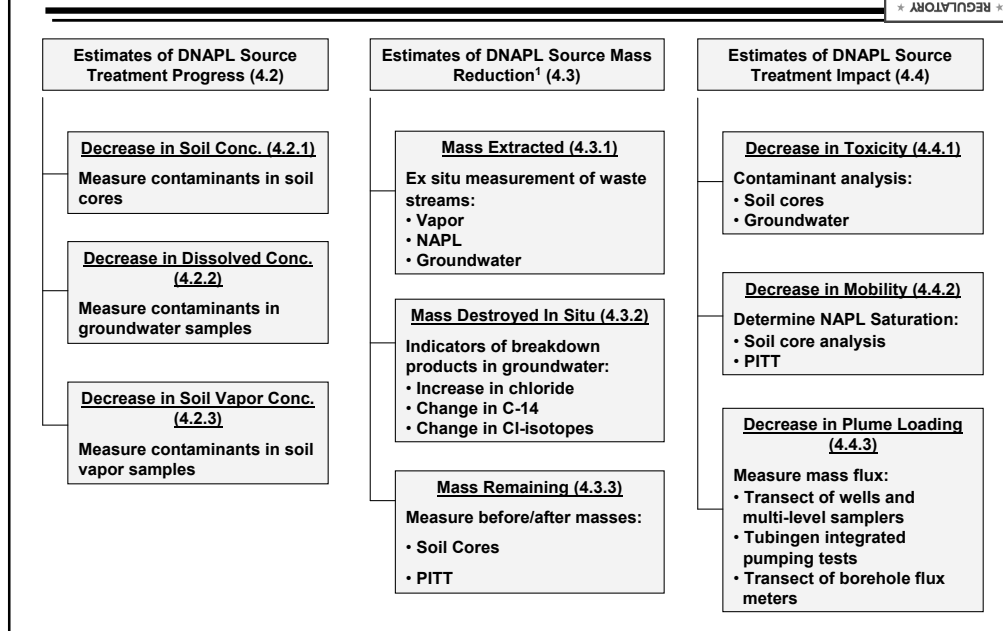 ★ REGULATORY ★
Estimates of DNAPL Source
Treatment Progress (4.2)
Decrease in Soil Conc. (4.2.1)
Measure contaminants in soil
cores
Decrease in Dissolved Conc.
(4.2.2)
Measure contaminants in
groundwater samples
Decrease in Soil Vapor Conc.
(4.2.3)
Measure contaminants in soil
vapor samples
Estimates of DNAPL Source Mass
Reduction¹ (4.3)
Mass Extracted (4.3.1)
Ex situ measurement of waste
streams:
• Vapor
• NAPL
• Groundwater
Mass Destroyed In Situ (4.3.2)
Indicators of breakdown
products in groundwater:
• Increase in chloride
• Change in C-14
• Change in Cl-isotopes
Mass Remaining (4.3.3)
Measure before/after masses:
• Soil Cores
• PITT
Estimates of DNAPL Source
Treatment Impact (4.4)
Decrease in Toxicity (4.4.1)
Contaminant analysis:
• Soil cores
• Groundwater
Decrease in Mobility (4.4.2)
Determine NAPL Saturation:
• Soil core analysis
• PITT
Decrease in Plume Loading
(4.4.3)
Measure mass flux:
• Transect of wells and
multi-level samplers
• Tubingen integrated
pumping tests
• Transect of borehole flux
meters